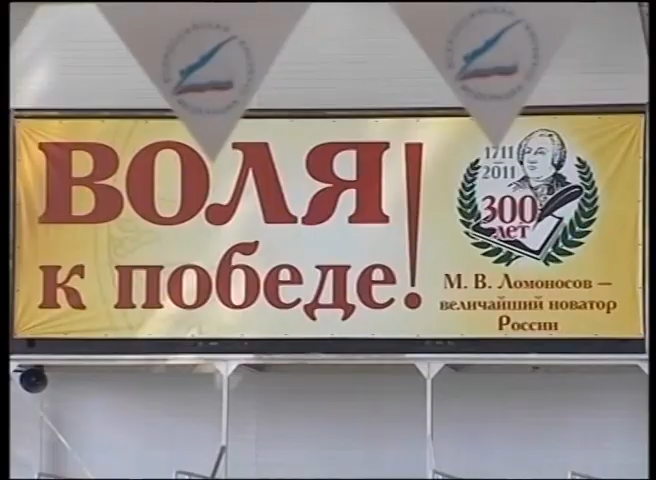 ВОЛЯ
к победе!
1711
–
2011
300
лет
М. В. Ломоносов –
величайший новатор
России